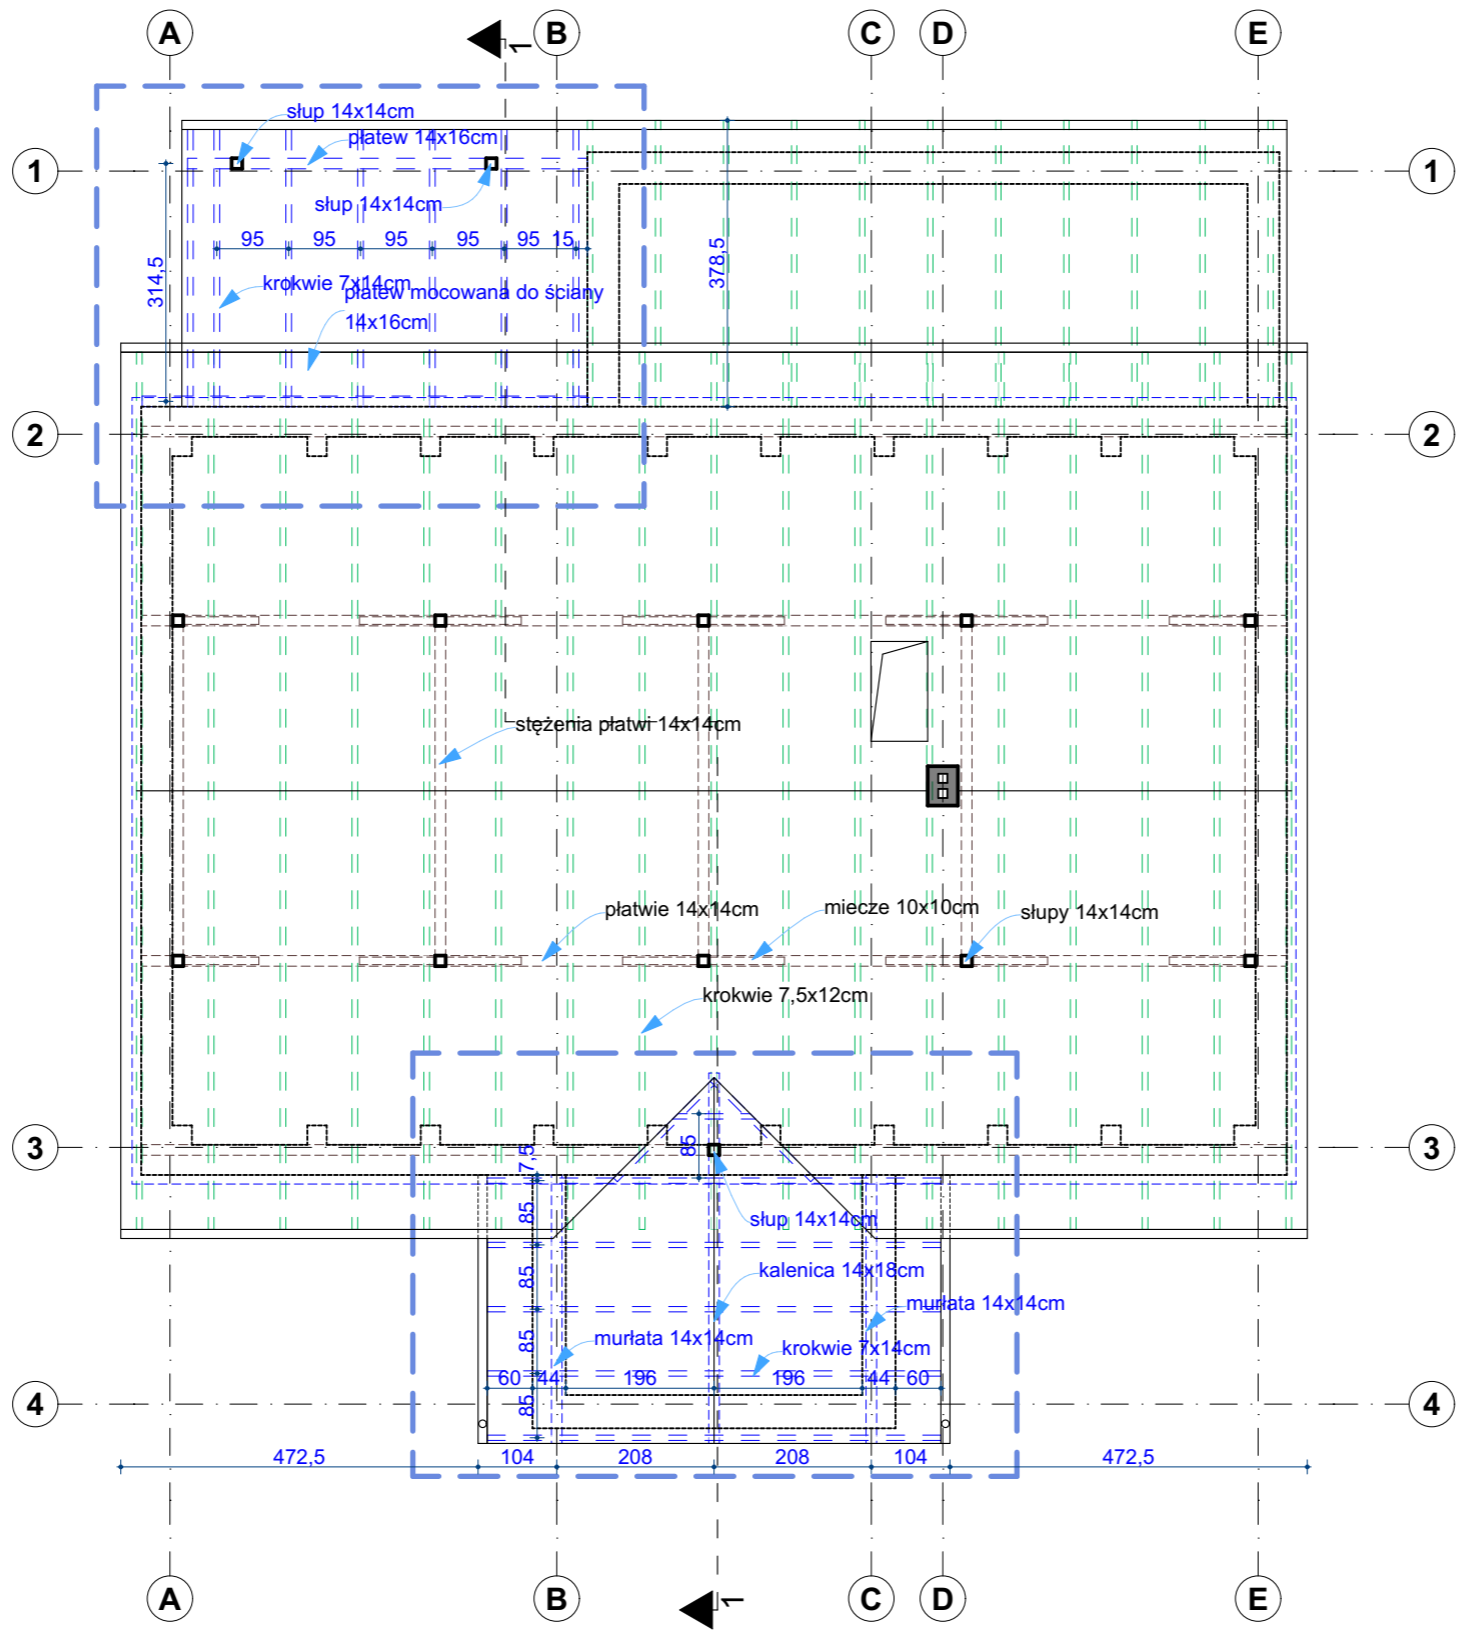 A
B
C
D
E
1
słup 14x14cm
płatew 14x16cm
1
1
słup 14x14cm
95
95
95
95
95
15
314,5
378,5
krokwie 7x14cm
płatew mocowana do ściany
14x16cm
2
2
stężenia płatwi 14x14cm
płatwie 14x14cm
miecze 10x10cm
słupy 14x14cm
krokwie 7,5x12cm
3
3
7,5
85
85
85
85
85
słup 14x14cm
kalenica 14x18cm
murłata 14x14cm
murłata 14x14cm
krokwie 7x14cm
60
44
196
196
44
60
4
4
472,5
104
208
208
104
472,5
A
B
1
C
D
E